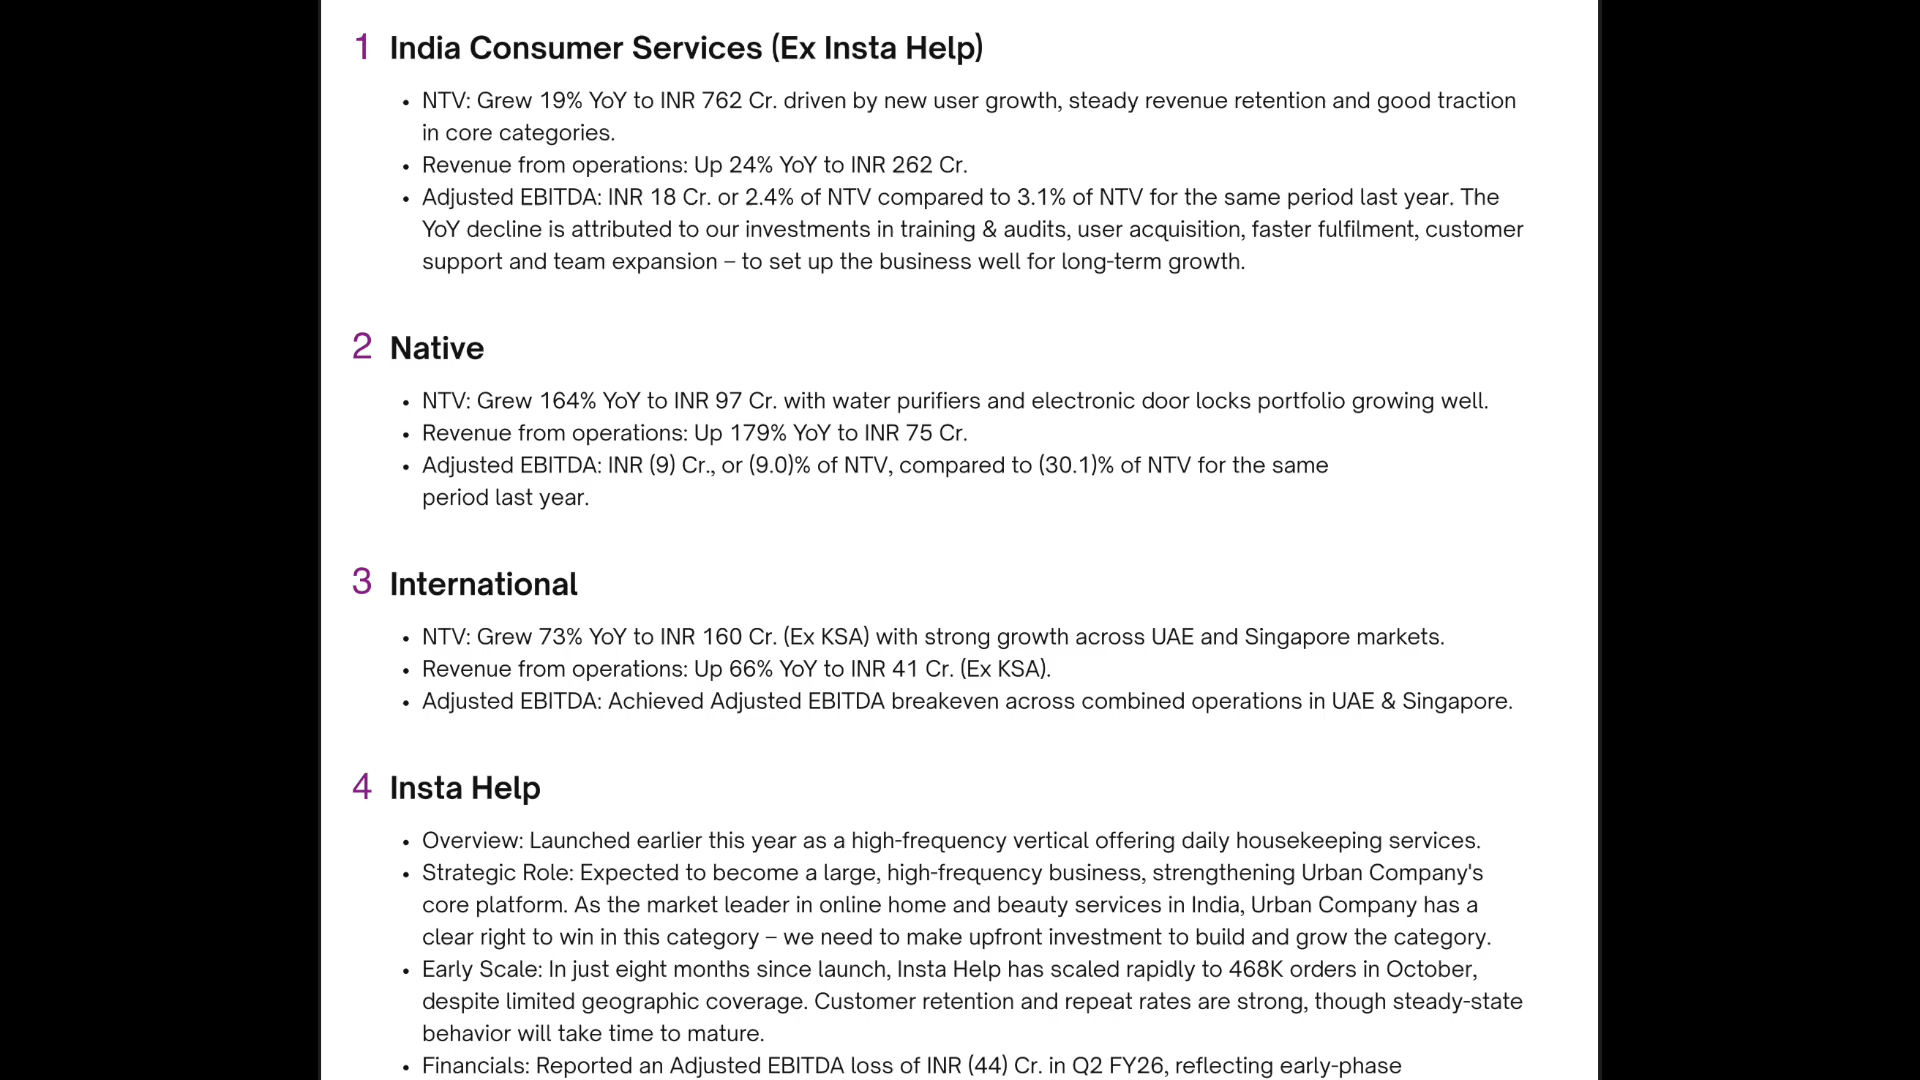 1 India Consumer Services (Ex Insta Help)
• NTV: Grew 19% YoY to INR 762 Cr. driven by new user growth, steady revenue retention and good traction
in core categories.
• Revenue from operations: Up 24% YoY to INR 262 Cr.
• Adjusted EBITDA: INR 18 Cr. or 2.4% of NTV compared to 3.1% of NTV for the same period last year. The
YoY decline is attributed to our investments in training & audits, user acquisition, faster fulfilment, customer
support and team expansion – to set up the business well for long-term growth.
2 Native
• NTV: Grew 164% YoY to INR 97 Cr. with water purifiers and electronic door locks portfolio growing well.
• Revenue from operations: Up 179% YoY to INR 75 Cr.
• Adjusted EBITDA: INR (9) Cr., or (9.0)% of NTV, compared to (30.1)% of NTV for the same
period last year.
3 International
• NTV: Grew 73% YoY to INR 160 Cr. (Ex KSA) with strong growth across UAE and Singapore markets.
• Revenue from operations: Up 66% YoY to INR 41 Cr. (Ex KSA).
• Adjusted EBITDA: Achieved Adjusted EBITDA breakeven across combined operations in UAE & Singapore.
4 Insta Help
• Overview: Launched earlier this year as a high-frequency vertical offering daily housekeeping services.
• Strategic Role: Expected to become a large, high-frequency business, strengthening Urban Company's
core platform. As the market leader in online home and beauty services in India, Urban Company has a
clear right to win in this category – we need to make upfront investment to build and grow the category.
• Early Scale: In just eight months since launch, Insta Help has scaled rapidly to 468K orders in October,
despite limited geographic coverage. Customer retention and repeat rates are strong, though steady-state
behavior will take time to mature.
• Financials: Reported an Adjusted EBITDA loss of INR (44) Cr. in Q2 FY26, reflecting early-phase